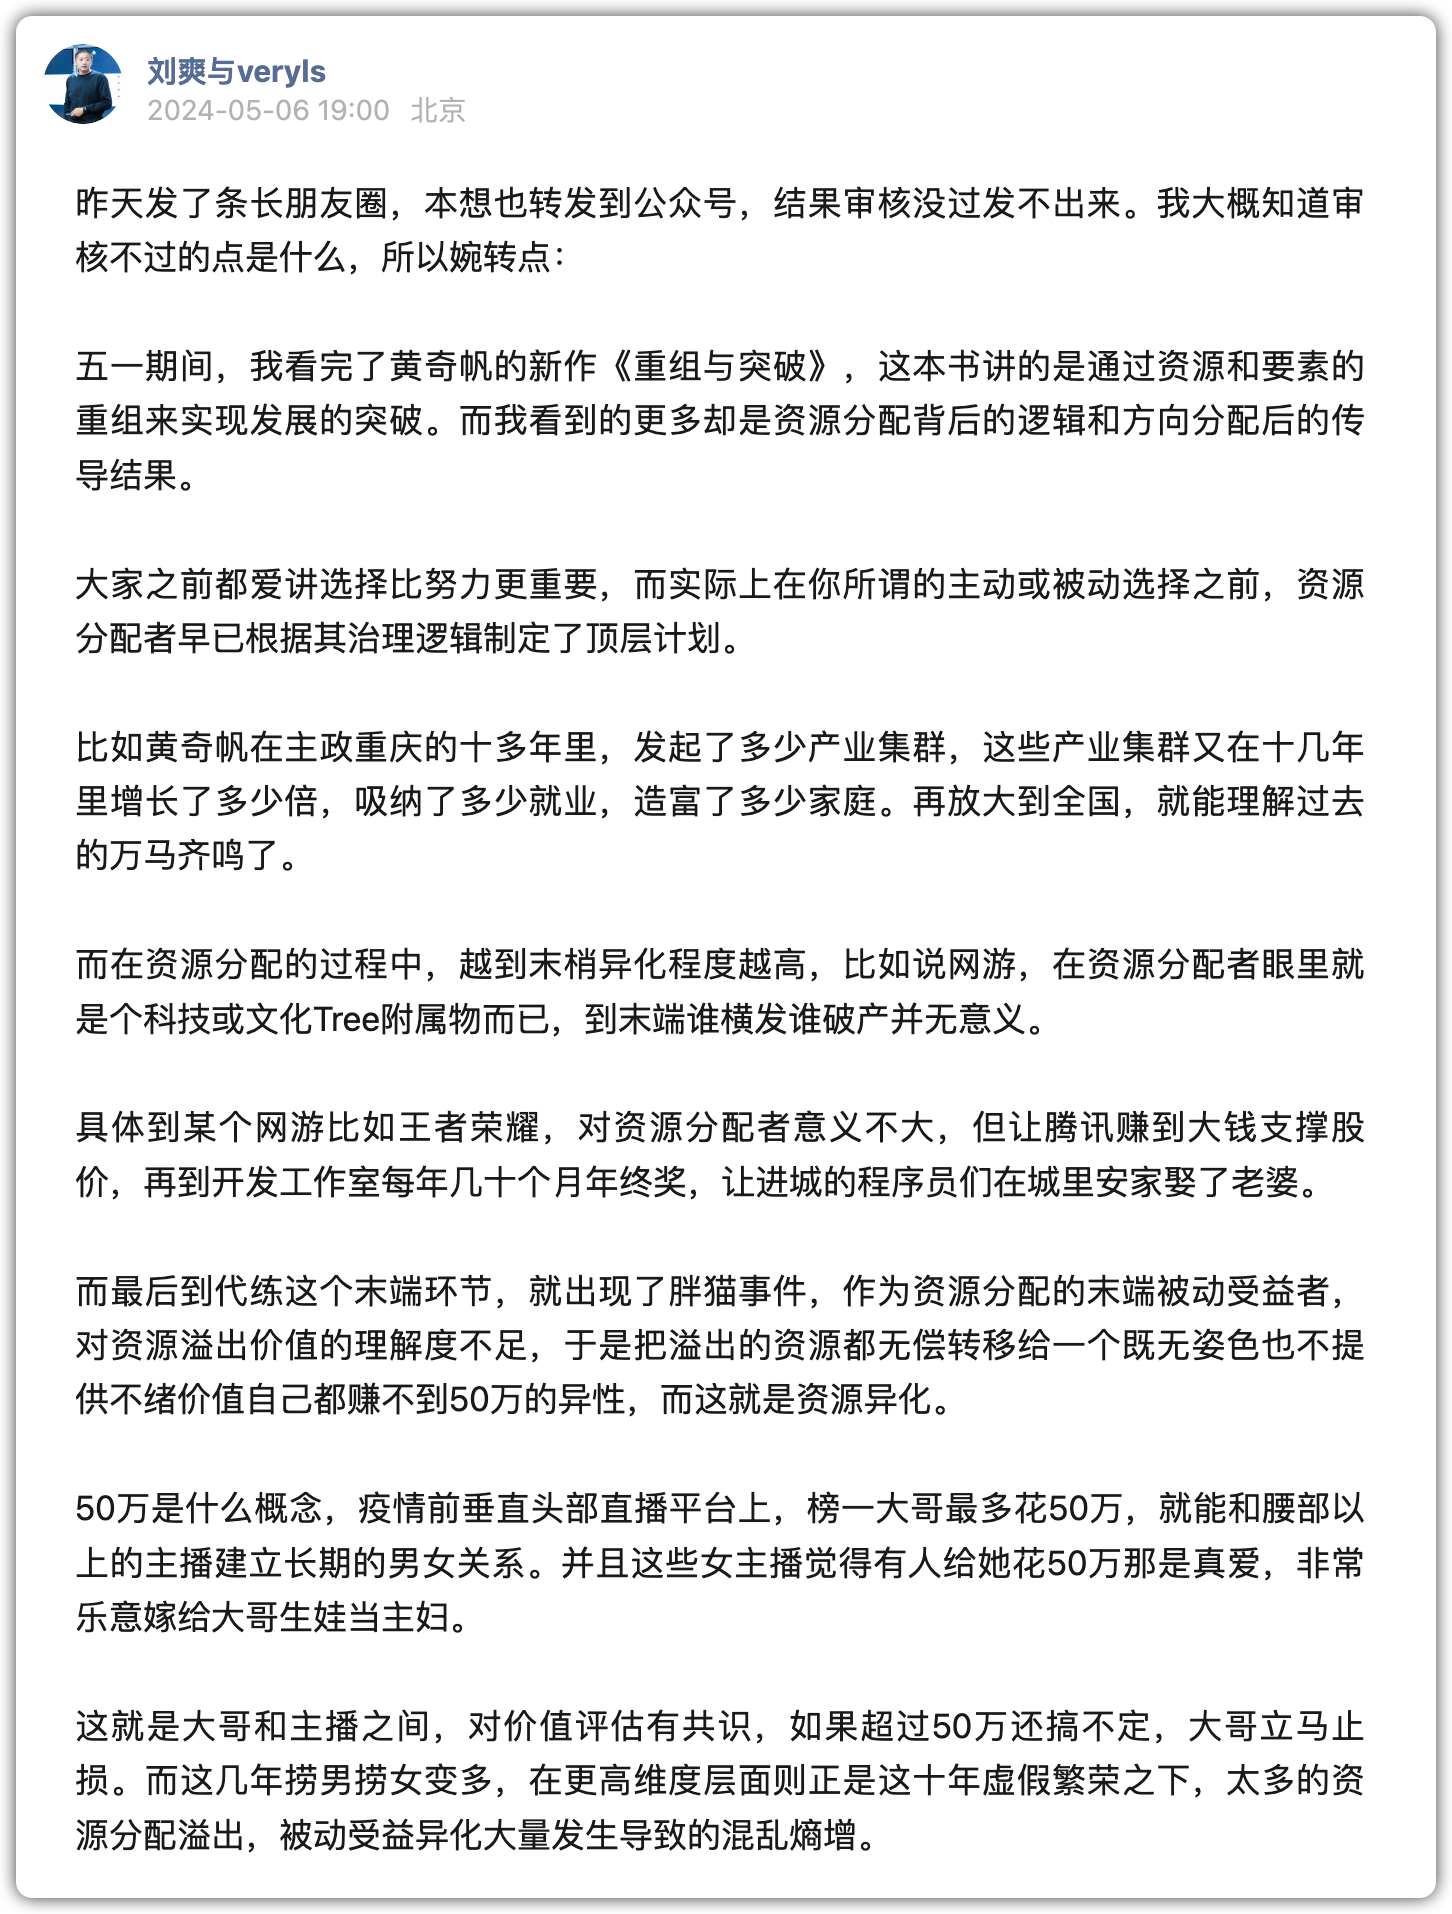 刘爽与veryls
2024-05-06 19:00 北京
昨天发了条长朋友圈，本想也转发到公众号，结果审核没过发不出来。我大概知道审
核不过的点是什么，所以婉转点：
五一期间，我看完了黄奇帆的新作《重组与突破》，这本书讲的是通过资源和要素的
重组来实现发展的突破。而我看到的更多却是资源分配背后的逻辑和方向分配后的传
导结果。
大家之前都爱讲选择比努力更重要，而实际上在你所谓的主动或被动选择之前，资源
分配者早已根据其治理逻辑制定了顶层计划。
比如黄奇帆在主政重庆的十多年里，发起了多少产业集群，这些产业集群又在十几年
里增长了多少倍，吸纳了多少就业，造富了多少家庭。再放大到全国，就能理解过去
的万马齐鸣了。
而在资源分配的过程中，越到末梢异化程度越高，比如说网游，在资源分配者眼里就
是个科技或文化Tree附属物而已，到末端谁横发谁破产并无意义。
具体到某个网游比如王者荣耀，对资源分配者意义不大，但让腾讯赚到大钱支撑股
价，再到开发工作室每年几十个月年终奖，让进城的程序员们在城里安家娶了老婆。
而最后到代练这个末端环节，就出现了胖猫事件，作为资源分配的末端被动受益者，
对资源溢出价值的理解度不足，于是把溢出的资源都无偿转移给一个既无姿色也不提
供不绪价值自己都赚不到50万的异性，而这就是资源异化。
50万是什么概念，疫情前垂直头部直播平台上，榜一大哥最多花50万，就能和腰部以
上的主播建立长期的男女关系。并且这些女主播觉得有人给她花50万那是真爱，非常
乐意嫁给大哥生娃当主妇。
这就是大哥和主播之间，对价值评估有共识，如果超过50万还搞不定，大哥立马止
损。而这几年捞男捞女变多，在更高维度层面则正是这十年虚假繁荣之下，太多的资
源分配溢出，被动受益异化大量发生导致的混乱熵增。